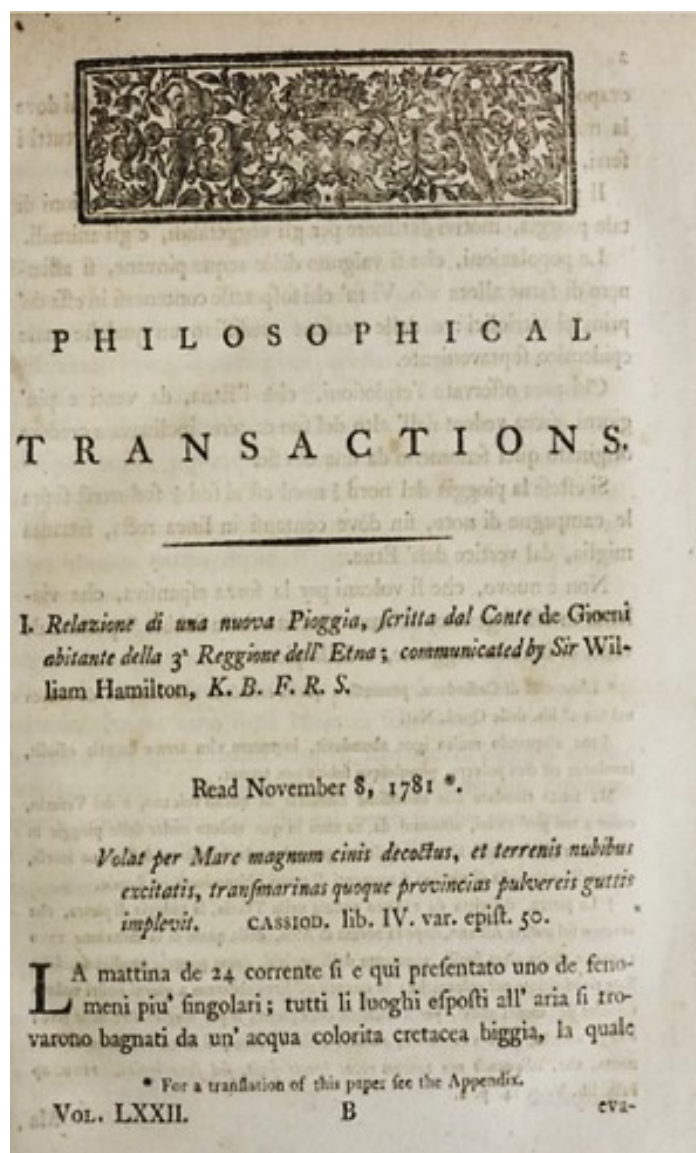 PHILOSOPHICAL
TRANSACTIONS.
I. Relazione di una nuova Pioggia, ſcritta dal Conte de Gioeni
abitante della 3ª Reggione dell' Etna; communicated by Sir Wil-
liam Hamilton, K. B. F. R. S.
Read November 8, 1781 *.
Volat per Mare magnum cinis decoctus, et terrenis nubibus
excitatis, tranſmarinas quoque provincias pulvereis guttis
implevit. CASSIOD. lib. IV. var. epiſt. 50.
LA mattina de 24 corrente ſi e qui preſentato uno de feno-
meni piu' ſingolari; tutti li luoghi eſpoſti all' aria ſi tro-
varono bagnati da un' acqua colorita cretacea biggia, la quale
* For a tranſlation of this paper ſee the Appendix.
VOL. LXXII. B eva-